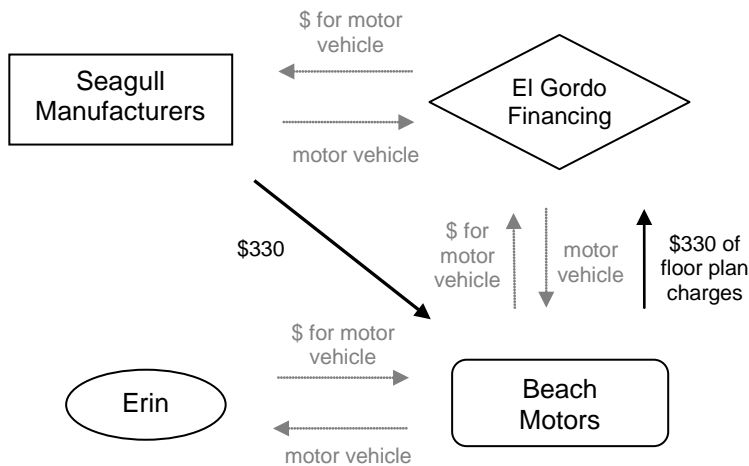 $ for motor
vehicle
Seagull
Manufacturers
El Gordo
Financing
motor vehicle
$330
$ for
motor
vehicle
motor
vehicle
$330 of
floor plan
charges
$ for motor
vehicle
Erin
Beach
Motors
motor vehicle